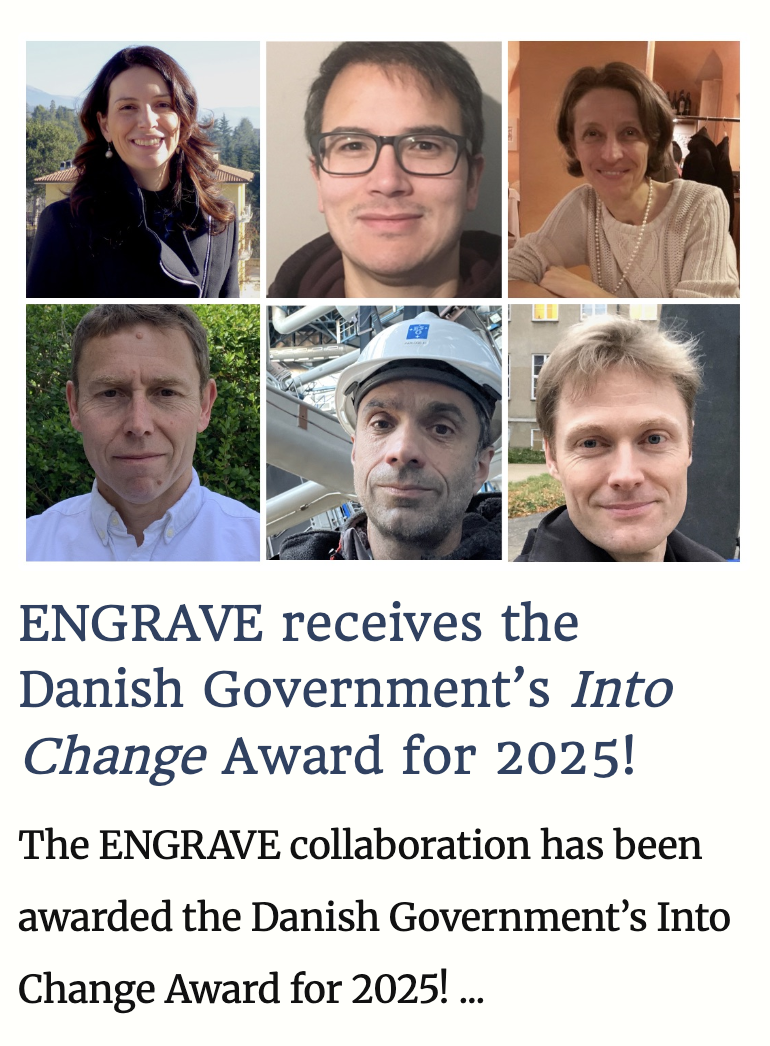 ENGRAVE receives the
Danish Government’s Into
Change Award for 2025!
The ENGRAVE collaboration has been
awarded the Danish Government’s Into
Change Award for 2025! ...